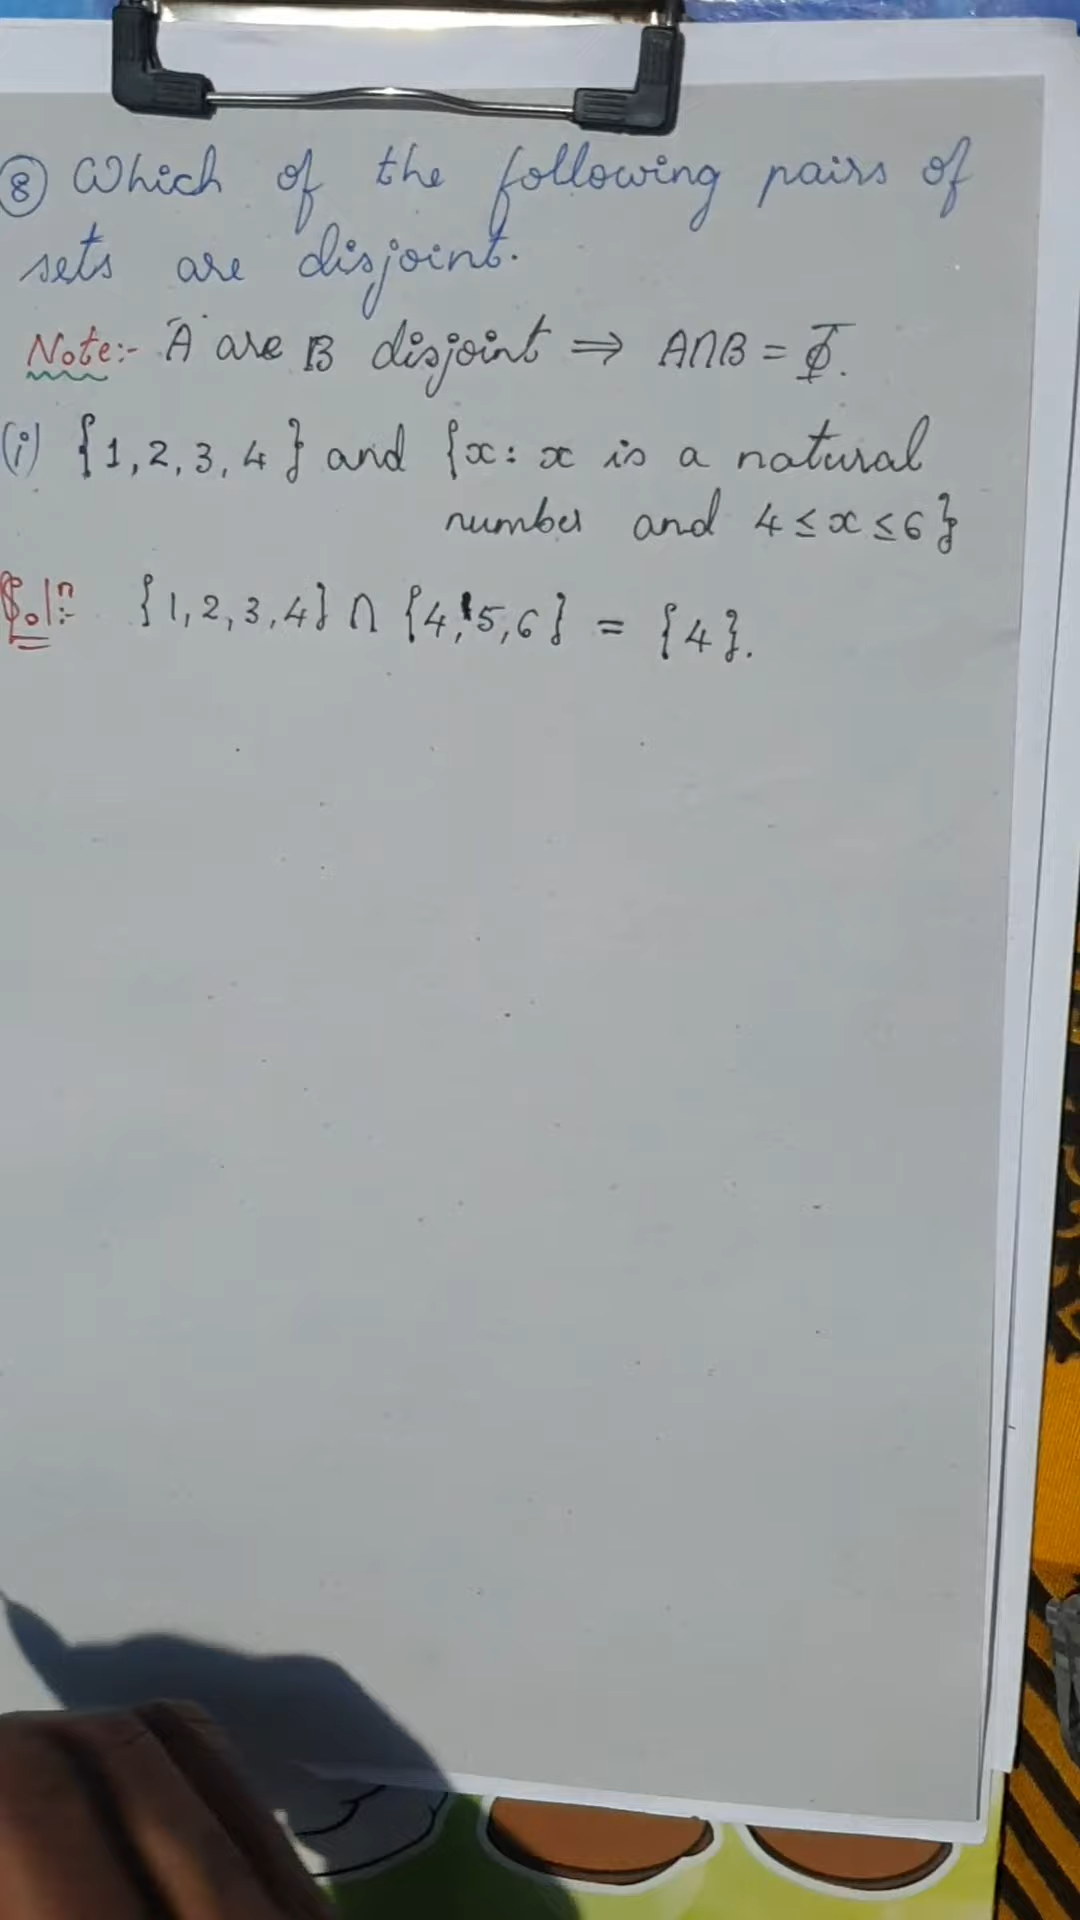 ⑧ Which of the following pairs of
sets are disjoint.
Note:- A are B disjoint ⇒ A∩B = Φ.
(i) {1,2,3,4} and {x: x is a natural
number and 4≤x≤6}
Solⁿ:- {1,2,3,4} ∩ {4,5,6} = {4}.